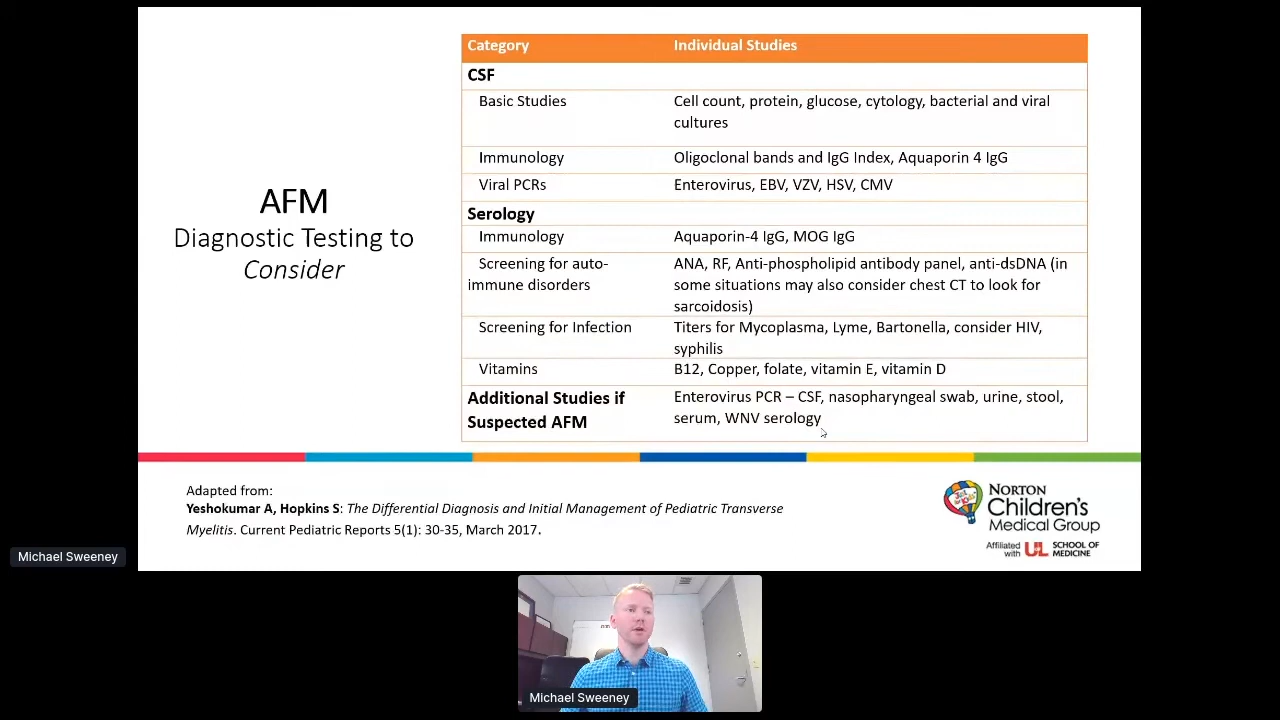 AFM
Diagnostic Testing to
Consider
Category Individual Studies
CSF
Basic Studies Cell count, protein, glucose, cytology, bacterial and viral
cultures
Immunology Oligoclonal bands and IgG Index, Aquaporin 4 IgG
Viral PCRs Enterovirus, EBV, VZV, HSV, CMV
Serology
Immunology Aquaporin-4 IgG, MOG IgG
Screening for auto- ANA, RF, Anti-phospholipid antibody panel, anti-dsDNA (in
immune disorders some situations may also consider chest CT to look for
sarcoidosis)
Screening for Infection Titers for Mycoplasma, Lyme, Bartonella, consider HIV,
syphilis
Vitamins B12, Copper, folate, vitamin E, vitamin D
Additional Studies if Enterovirus PCR – CSF, nasopharyngeal swab, urine, stool,
Suspected AFM serum, WNV serology
Adapted from:
Yeshokumar A, Hopkins S: The Differential Diagnosis and Initial Management of Pediatric Transverse
Myelitis. Current Pediatric Reports 5(1): 30-35, March 2017.
Norton
Children's
Medical Group
Affiliated with UL SCHOOL OF MEDICINE
Michael Sweeney
Michael Sweeney